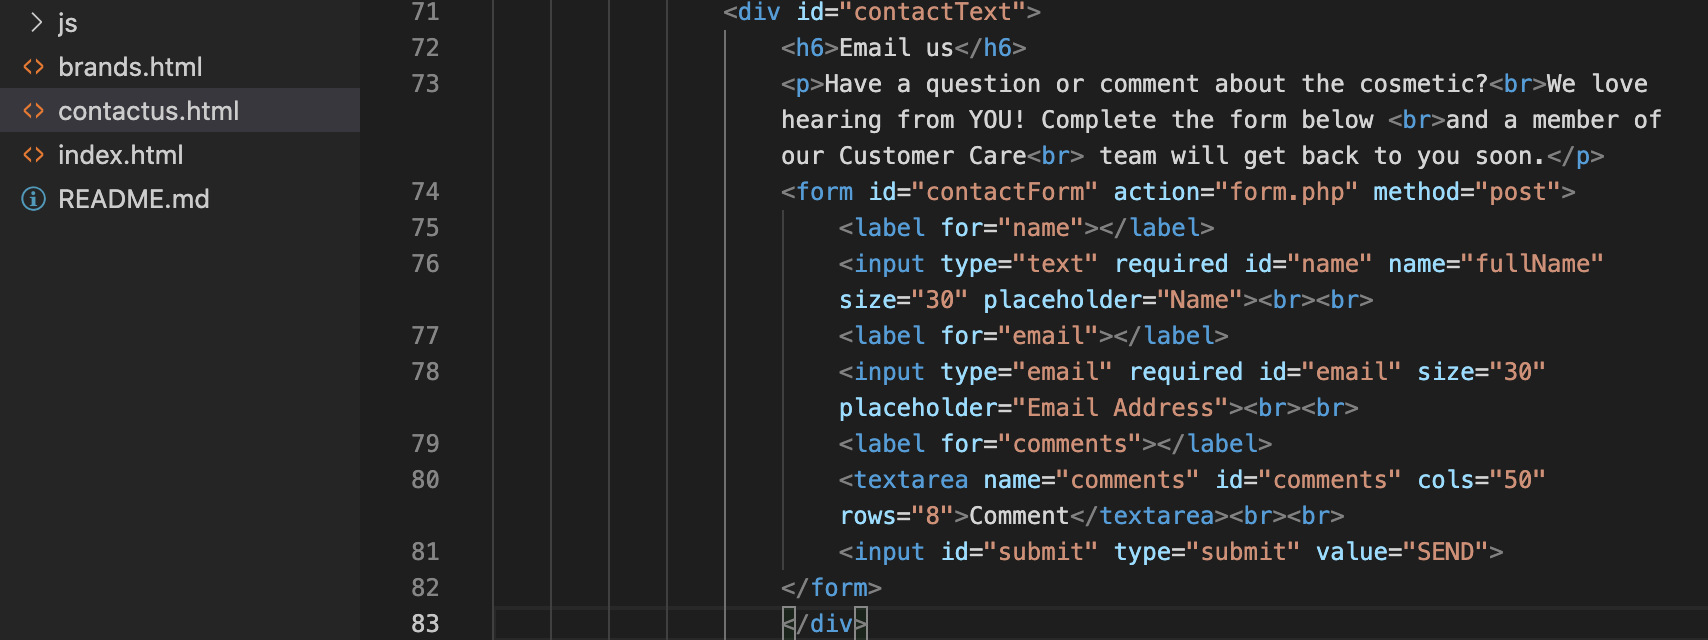 js
brands.html
contactus.html
index.html
README.md
71 <div id="contactText">
72 <h6>Email us</h6>
73 <p>Have a question or comment about the cosmetic?<br>We love
hearing from YOU! Complete the form below <br>and a member of
our Customer Care<br> team will get back to you soon.</p>
74 <form id="contactForm" action="form.php" method="post">
75 <label for="name"></label>
76 <input type="text" required id="name" name="fullName"
size="30" placeholder="Name"><br><br>
77 <label for="email"></label>
78 <input type="email" required id="email" size="30"
placeholder="Email Address"><br><br>
79 <label for="comments"></label>
80 <textarea name="comments" id="comments" cols="50"
rows="8">Comment</textarea><br><br>
81 <input id="submit" type="submit" value="SEND">
82 </form>
83 </div>